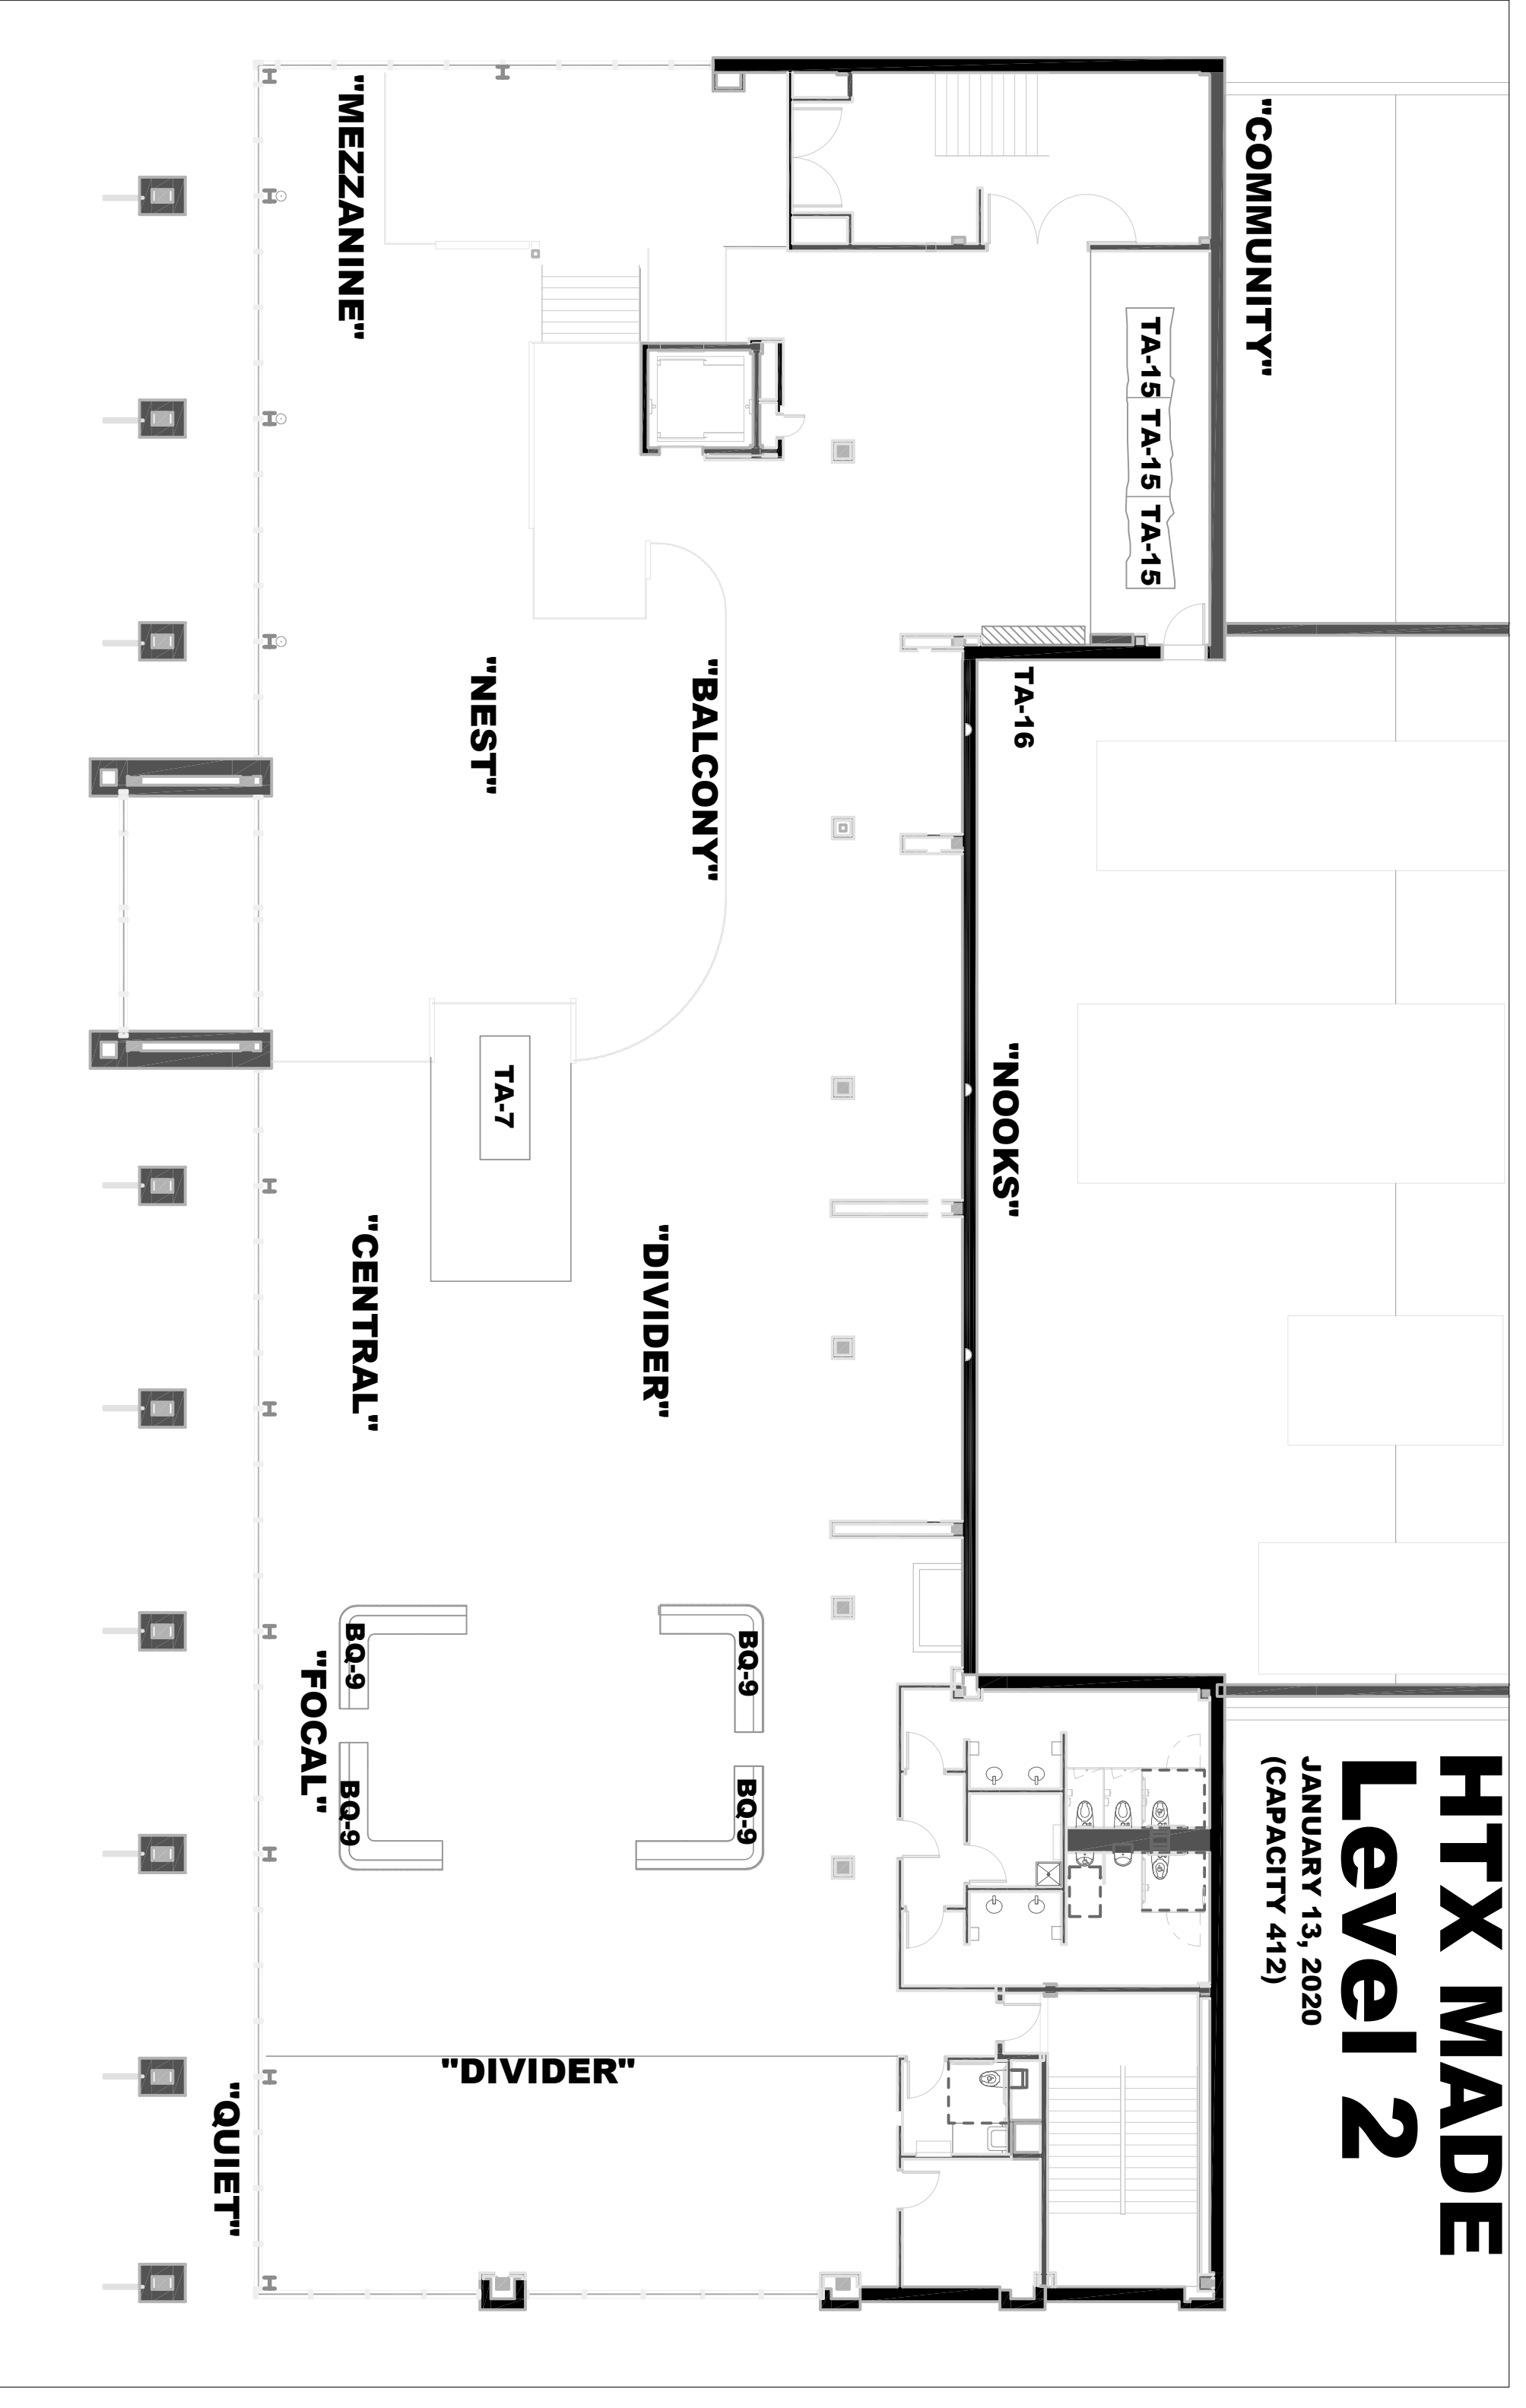 HTX MADE
Level 2
JANUARY 13, 2020
(CAPACITY 412)
"COMMUNITY"
TA-15
TA-15
TA-15
TA-16
"NOOKS"
"MEZZANINE"
"NEST"
"BALCONY"
TA-7
"CENTRAL"
"DIVIDER"
BQ-9
BQ-9
BQ-9
BQ-9
"FOCAL"
"DIVIDER"
"QUIET"